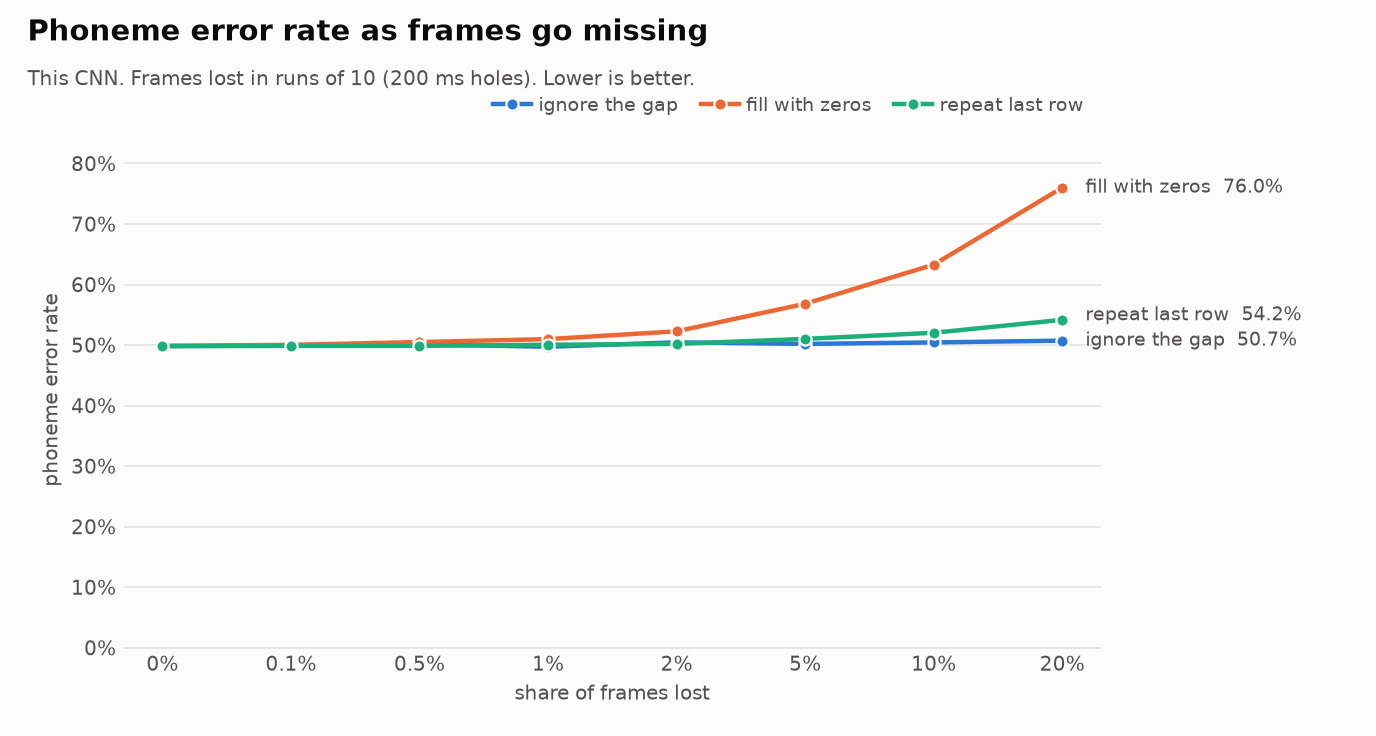 Phoneme error rate as frames go missing
This CNN. Frames lost in runs of 10 (200 ms holes). Lower is better.
ignore the gap
fill with zeros
repeat last row
80%
70%
60%
50%
40%
30%
20%
10%
0%
phoneme error rate
fill with zeros 76.0%
repeat last row 54.2%
ignore the gap 50.7%
0%
0.1%
0.5%
1%
2%
5%
10%
20%
share of frames lost